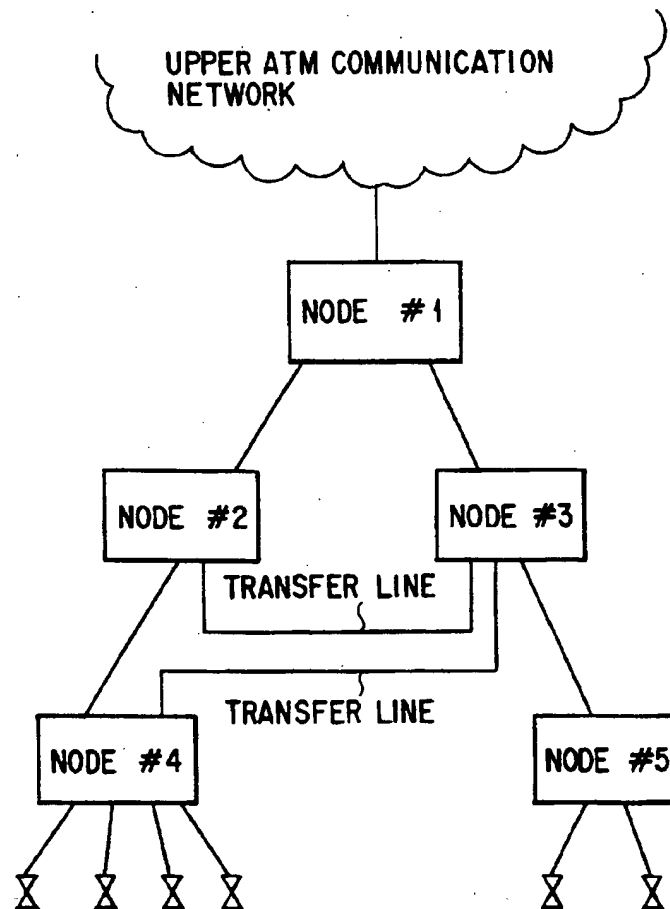 UPPER ATM COMMUNICATION
NETWORK
NODE #1
NODE #2
NODE #3
TRANSFER LINE
TRANSFER LINE
NODE #4
NODE #5